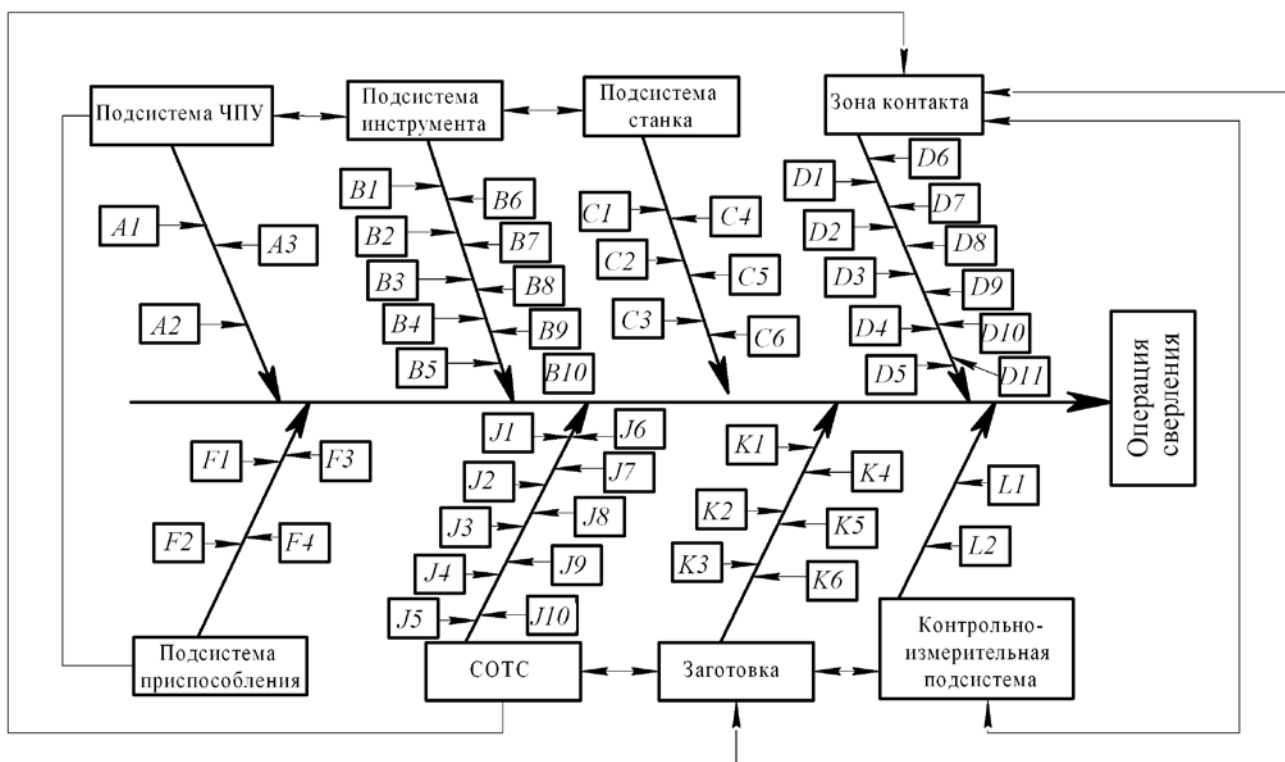 Подсистема ЧПУ
Подсистема
инструмента
Подсистема
станка
Зона контакта
A1
A3
A2
B1
B6
B2
B7
B3
B8
B4
B9
B5
B10
C1
C4
C2
C5
C3
C6
D6
D1
D7
D2
D8
D3
D9
D4
D10
D5
D11
Операция
сверления
F1
F3
F2
F4
J1
J6
J2
J7
J3
J8
J4
J9
J5
J10
K1
K4
K2
K5
K3
K6
L1
L2
Подсистема
приспособления
СОТС
Заготовка
Контрольно-
измерительная
подсистема